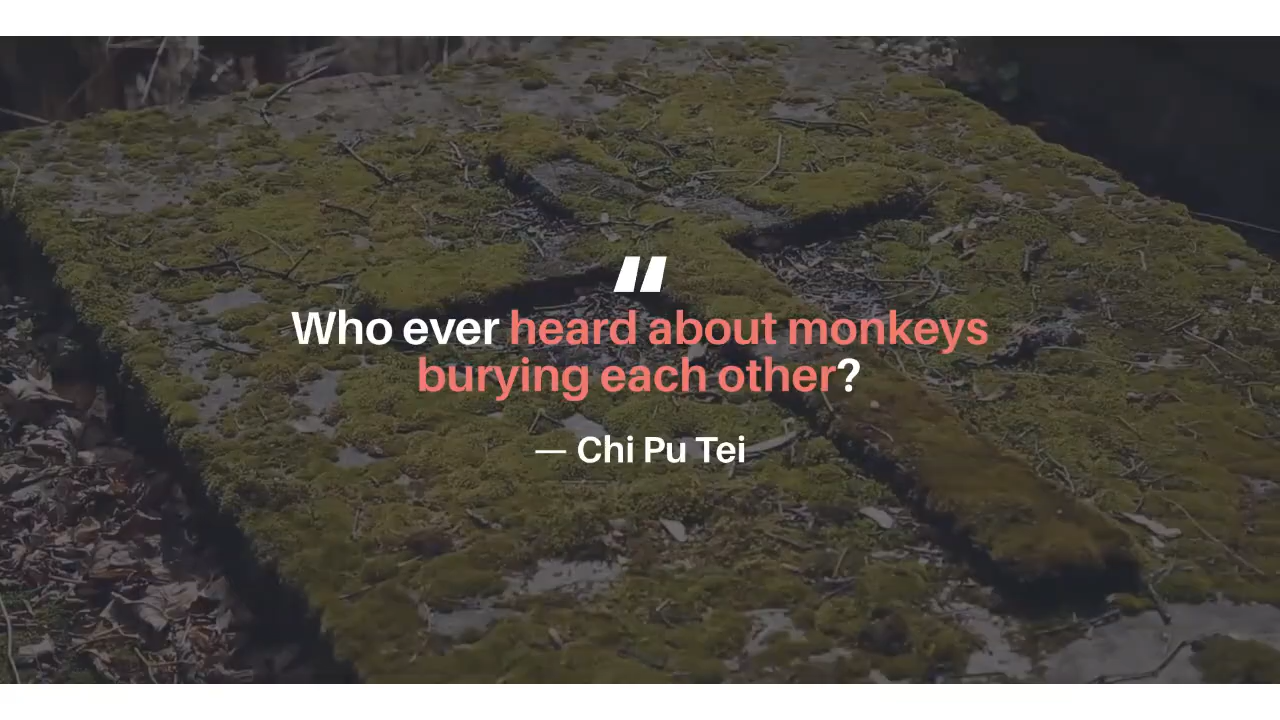 "
Who ever heard about monkeys
burying each other?
— Chi Pu Tei